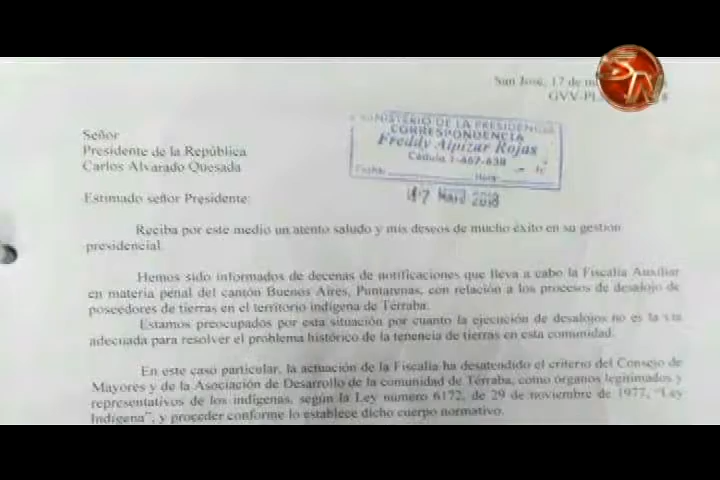 San José, 17 de
GVV-PL
STN
MINISTERIO DE LA PRESIDENCIA
CORRESPONDENCIA
Freddy Alpízar Rojas
Cédula 1-467-638
Fecha: Hora:
17 MAYO 2018
Señor
Presidente de la República
Carlos Alvarado Quesada
Estimado señor Presidente:
Reciba por este medio un atento saludo y mis deseos de mucho éxito en su gestión
presidencial.
Hemos sido informados de decenas de notificaciones que lleva a cabo la Fiscalía Auxiliar
en materia penal del cantón Buenos Aires, Puntarenas, con relación a los procesos de desalojo de
poseedores de tierras en el territorio indígena de Térraba.
Estamos preocupados por esta situación por cuanto la ejecución de desalojos no es la vía
adecuada para resolver el problema histórico de la tenencia de tierras en esta comunidad.
En este caso particular, la actuación de la Fiscalía ha desatendido el criterio del Consejo de
Mayores y de la Asociación de Desarrollo de la comunidad de Térraba, como órganos legitimados y
representativos de los indígenas, según la Ley número 6172, de 29 de noviembre de 1977, "Ley
Indígena", y proceder conforme lo establece dicho cuerpo normativo.